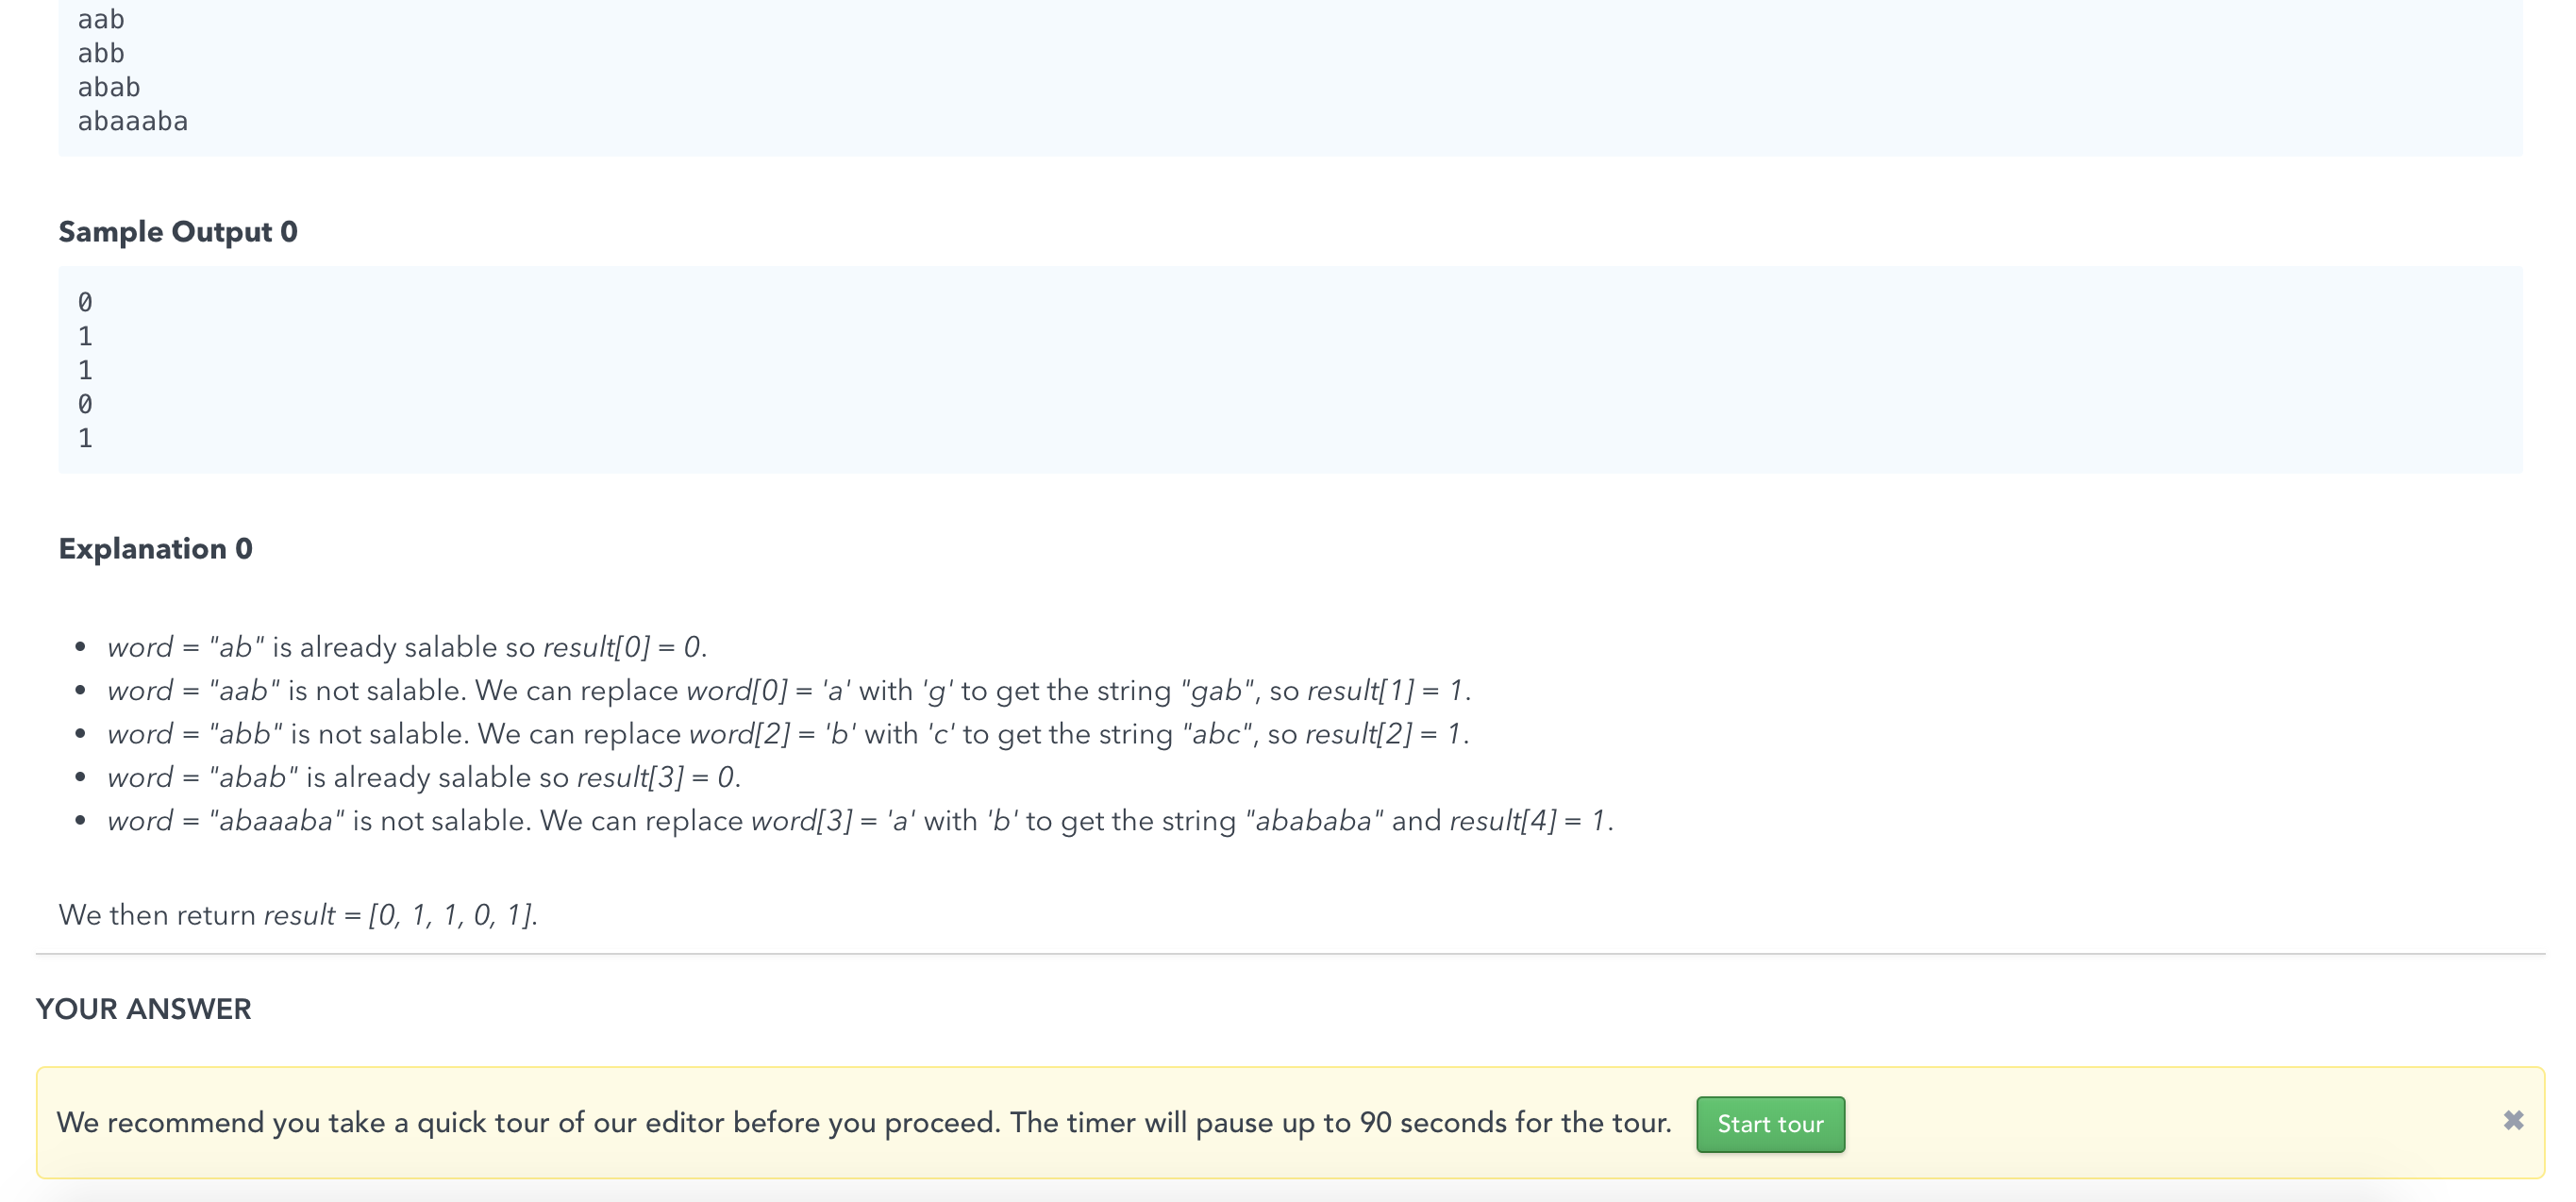 aab
abb
abab
abaaaba
Sample Output 0
0
1
1
0
1
Explanation 0
• word = "ab" is already salable so result[0] = 0.
• word = "aab" is not salable. We can replace word[0] = 'a' with 'g' to get the string "gab", so result[1] = 1.
• word = "abb" is not salable. We can replace word[2] = 'b' with 'c' to get the string "abc", so result[2] = 1.
• word = "abab" is already salable so result[3] = 0.
• word = "abaaaba" is not salable. We can replace word[3] = 'a' with 'b' to get the string "abababa" and result[4] = 1.
We then return result = [0, 1, 1, 0, 1].
YOUR ANSWER
We recommend you take a quick tour of our editor before you proceed. The timer will pause up to 90 seconds for the tour. Start tour ✖